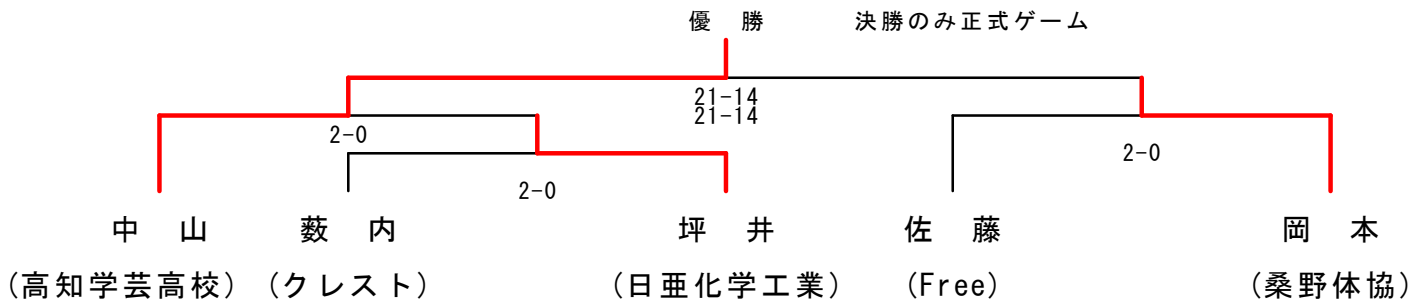 優 勝 決勝のみ正式ゲーム
21-14
21-14
2-0
2-0
2-0
中 山 薮 内 坪 井 佐 藤 岡 本
(高知学芸高校) (クレスト) (日亜化学工業) (Free) (桑野体協)